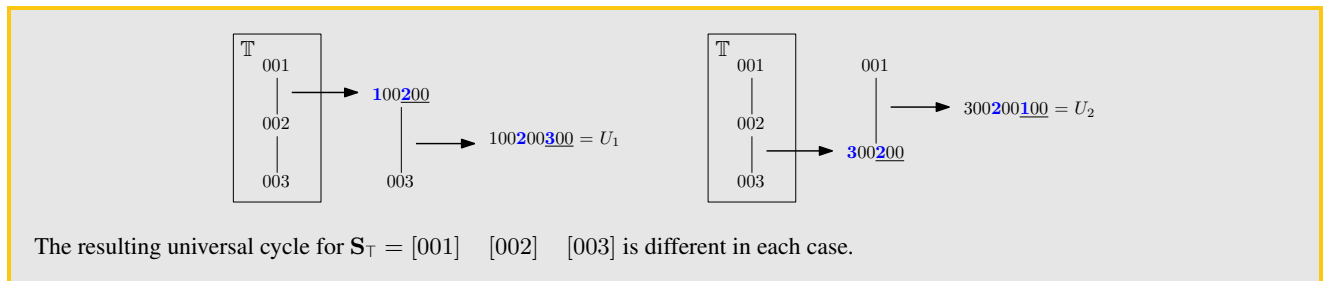 𝕋
001
100200
002
100200300 = U₁
003
003
𝕋
001
001
300200100 = U₂
002
300200
003
The resulting universal cycle for S_T = [001] [002] [003] is different in each case.